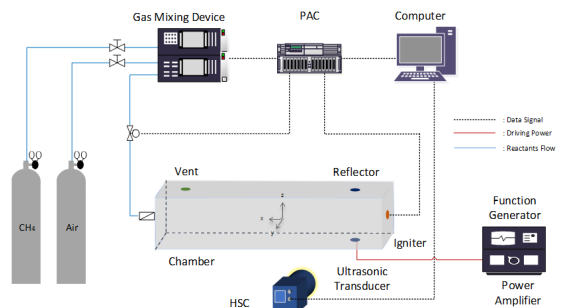 Gas Mixing Device
PAC
Computer
: Data Signal
: Driving Power
: Reactants Flow
Vent
Reflector
CH4
Air
z
x
y
Function
Generator
Igniter
Chamber
Ultrasonic
Transducer
HSC
Power
Amplifier